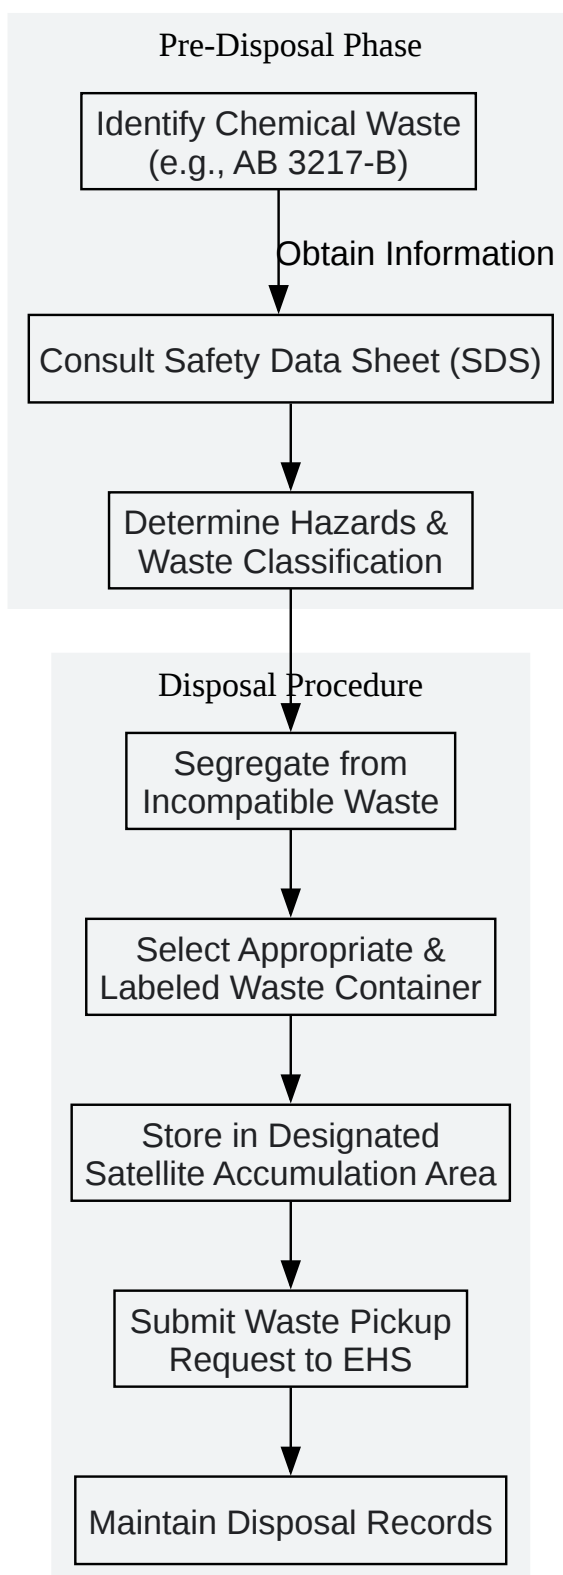 Pre-Disposal Phase
Identify Chemical Waste
(e.g., AB 3217-B)
Obtain Information
Consult Safety Data Sheet (SDS)
Determine Hazards &
Waste Classification
Disposal Procedure
Segregate from
Incompatible Waste
Select Appropriate &
Labeled Waste Container
Store in Designated
Satellite Accumulation Area
Submit Waste Pickup
Request to EHS
Maintain Disposal Records